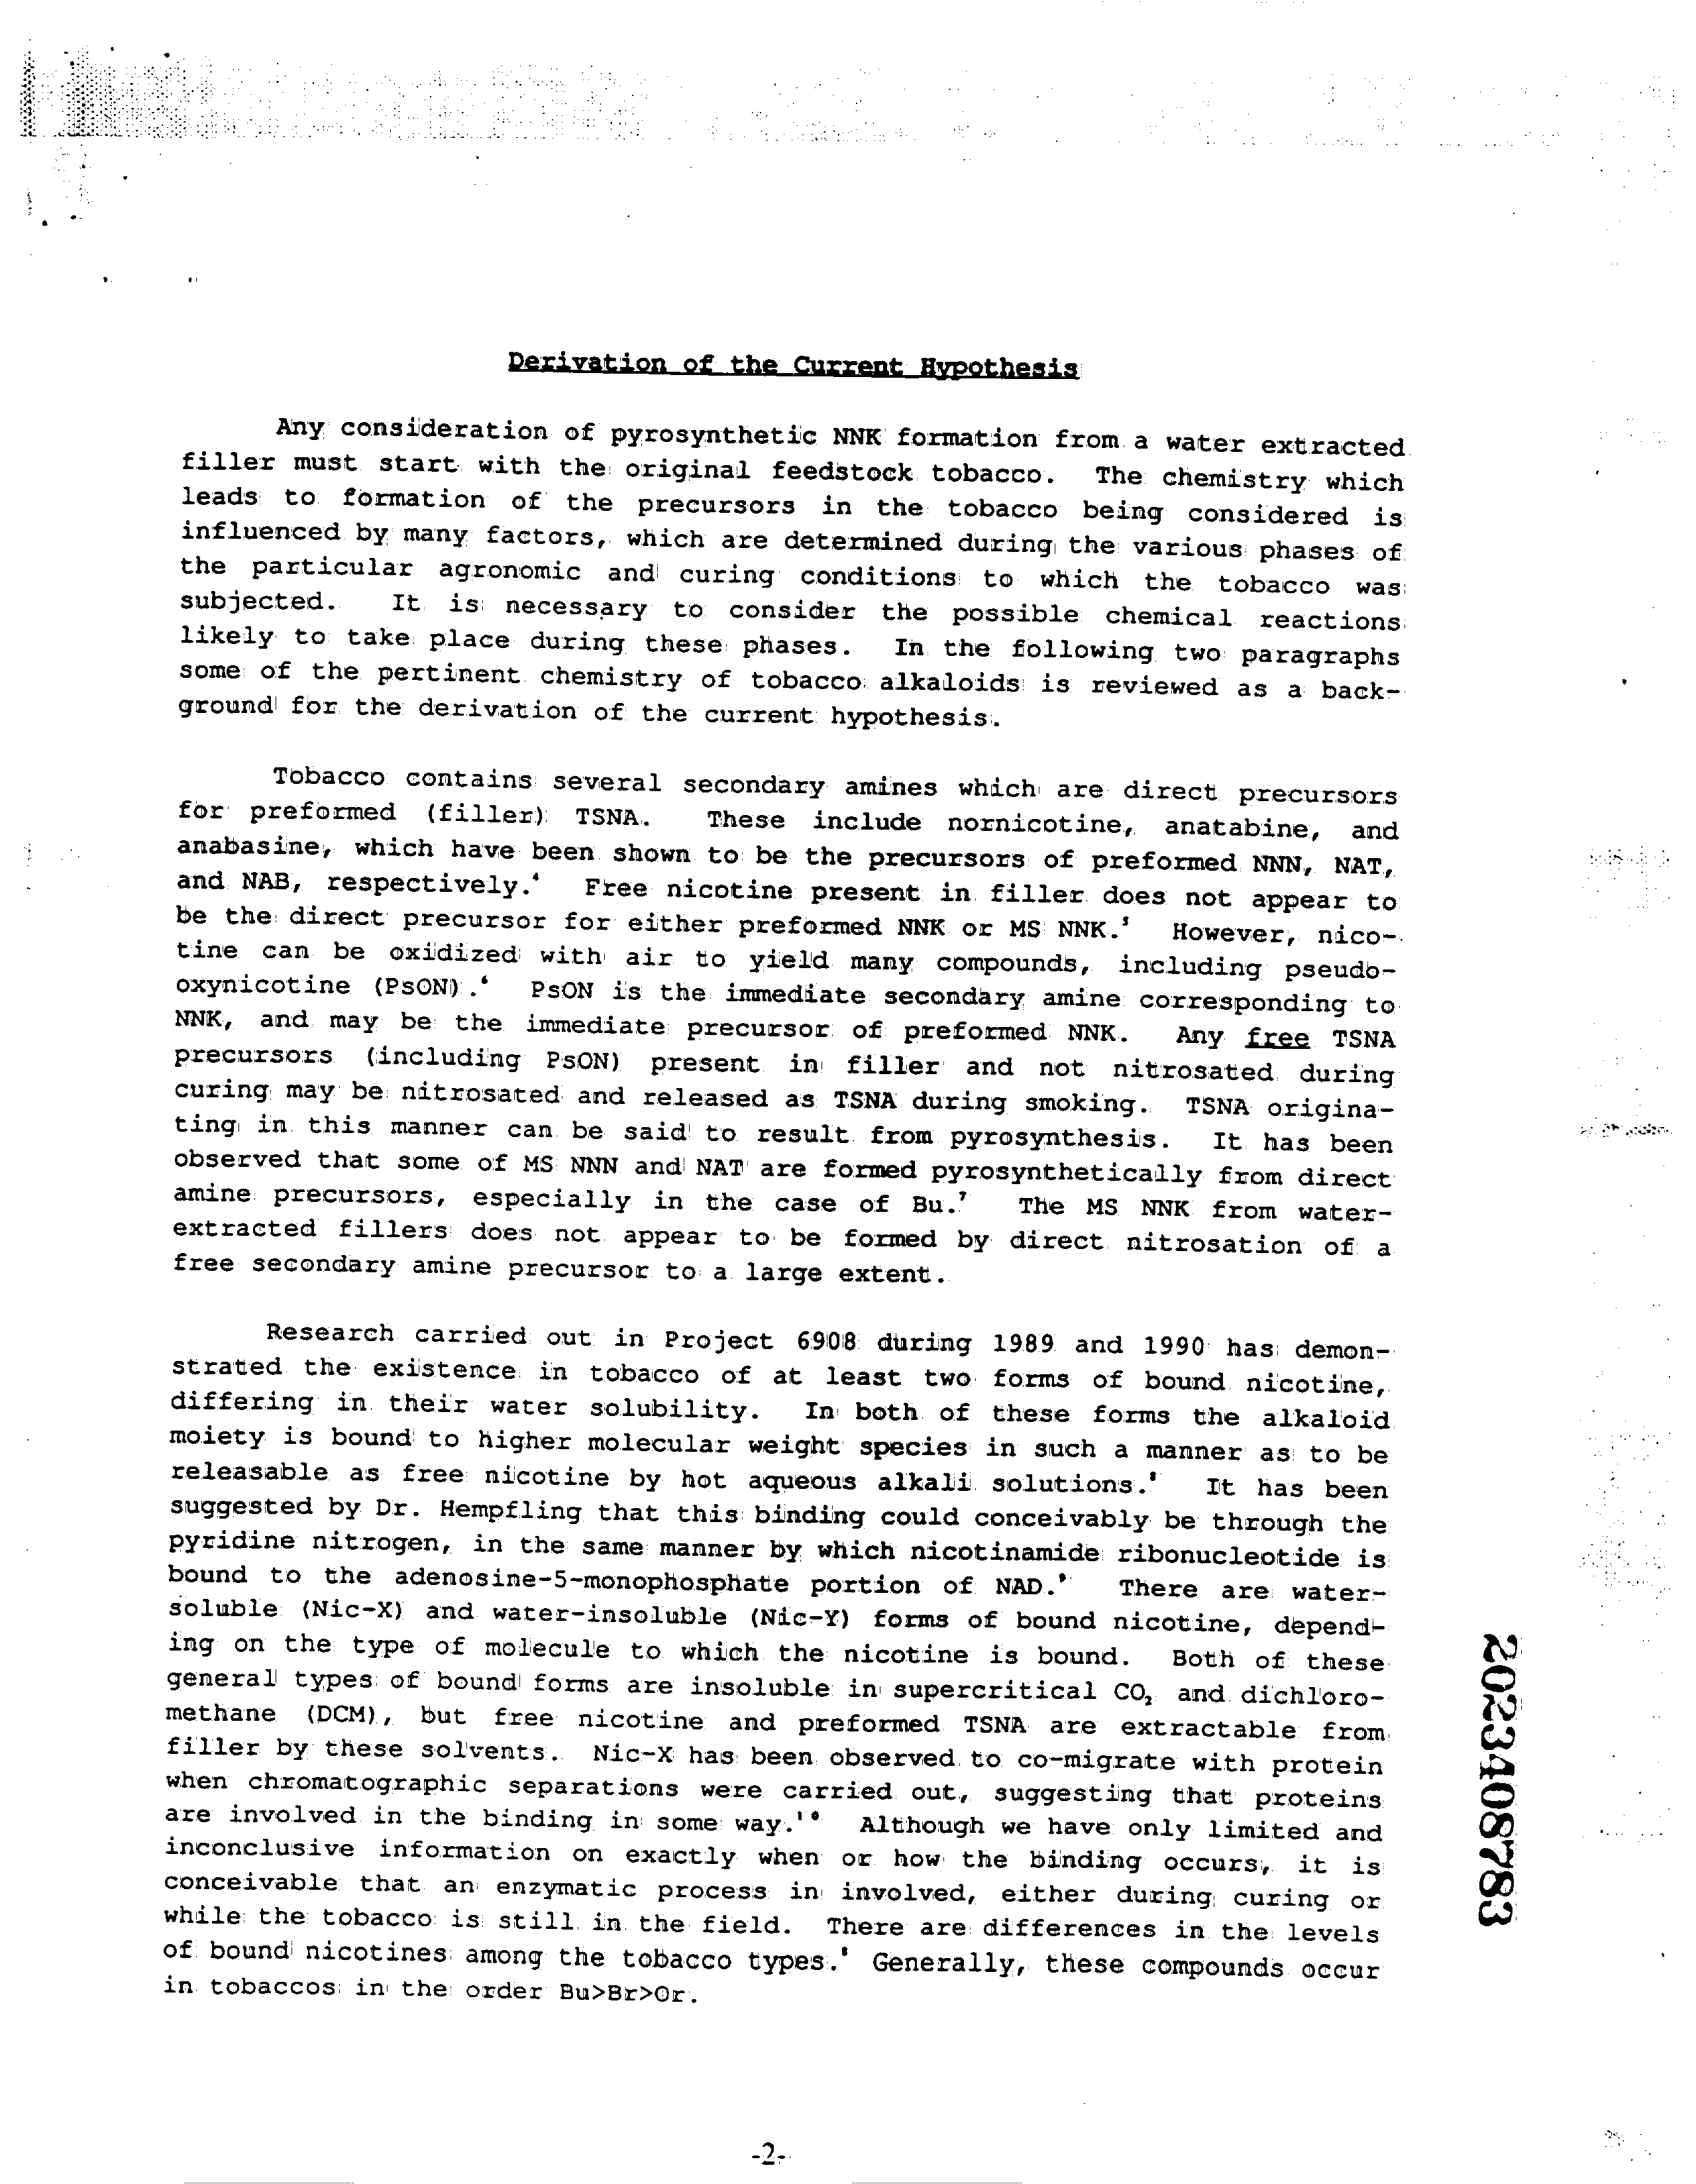 Derivation of the Current Hypothesis
Any consideration of pyrosynthetic NNK formation from a water extracted
filler must start with the original feedstock tobacco. The chemistry which
leads to formation of the precursors in the tobacco being considered is
influenced by many factors, which are determined during the various phases of
the particular agronomic and curing conditions to which the tobacco was
subjected. It is necessary to consider the possible chemical reactions
likely to take place during these phases. In the following two paragraphs
some of the pertinent chemistry of tobacco alkaloids is reviewed as a back-
ground for the derivation of the current hypothesis.
Tobacco contains several secondary amines which are direct precursors
for preformed (filler) TSNA. These include nornicotine, anatabine, and
anabasine, which have been shown to be the precursors of preformed NNN, NAT,
and NAB, respectively.⁴ Free nicotine present in filler does not appear to
be the direct precursor for either preformed NNK or MS NNK.⁵ However, nico-
tine can be oxidized with air to yield many compounds, including pseudo-
oxynicotine (PsON).⁶ PsON is the immediate secondary amine corresponding to
NNK, and may be the immediate precursor of preformed NNK. Any free TSNA
precursors (including PsON) present in filler and not nitrosated during
curing may be nitrosated and released as TSNA during smoking. TSNA origina-
ting in this manner can be said to result from pyrosynthesis. It has been
observed that some of MS NNN and NAT are formed pyrosynthetically from direct
amine precursors, especially in the case of Bu.⁷ The MS NNK from water-
extracted fillers does not appear to be formed by direct nitrosation of a
free secondary amine precursor to a large extent.
Research carried out in Project 6908 during 1989 and 1990 has demon-
strated the existence in tobacco of at least two forms of bound nicotine,
differing in their water solubility. In both of these forms the alkaloid
moiety is bound to higher molecular weight species in such a manner as to be
releasable as free nicotine by hot aqueous alkali solutions.⁸ It has been
suggested by Dr. Hempfling that this binding could conceivably be through the
pyridine nitrogen, in the same manner by which nicotinamide ribonucleotide is
bound to the adenosine-5-monophosphate portion of NAD.⁹ There are water-
soluble (Nic-X) and water-insoluble (Nic-Y) forms of bound nicotine, depend-
ing on the type of molecule to which the nicotine is bound. Both of these
general types of bound forms are insoluble in supercritical CO₂ and dichloro-
methane (DCM), but free nicotine and preformed TSNA are extractable from
filler by these solvents. Nic-X has been observed to co-migrate with protein
when chromatographic separations were carried out, suggesting that proteins
are involved in the binding in some way.¹⁰ Although we have only limited and
inconclusive information on exactly when or how the binding occurs, it is
conceivable that an enzymatic process in involved, either during curing or
while the tobacco is still in the field. There are differences in the levels
of bound nicotines among the tobacco types.⁸ Generally, these compounds occur
in tobaccos in the order Bu>Br>Or.
2023408783
-2-